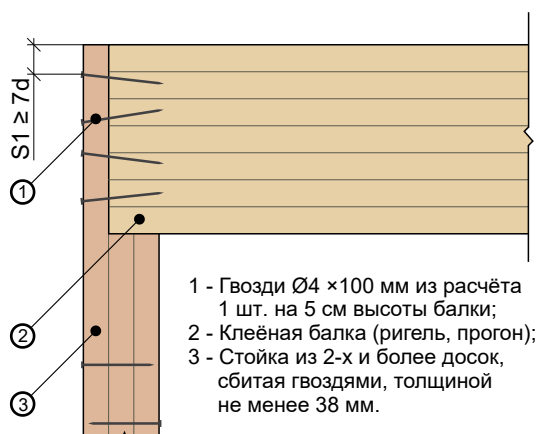 S1 ≥ 7d
1
2
3
1 - Гвозди Ø4 ×100 мм из расчёта
1 шт. на 5 см высоты балки;
2 - Клеёная балка (ригель, прогон);
3 - Стойка из 2-х и более досок,
сбитая гвоздями, толщиной
не менее 38 мм.